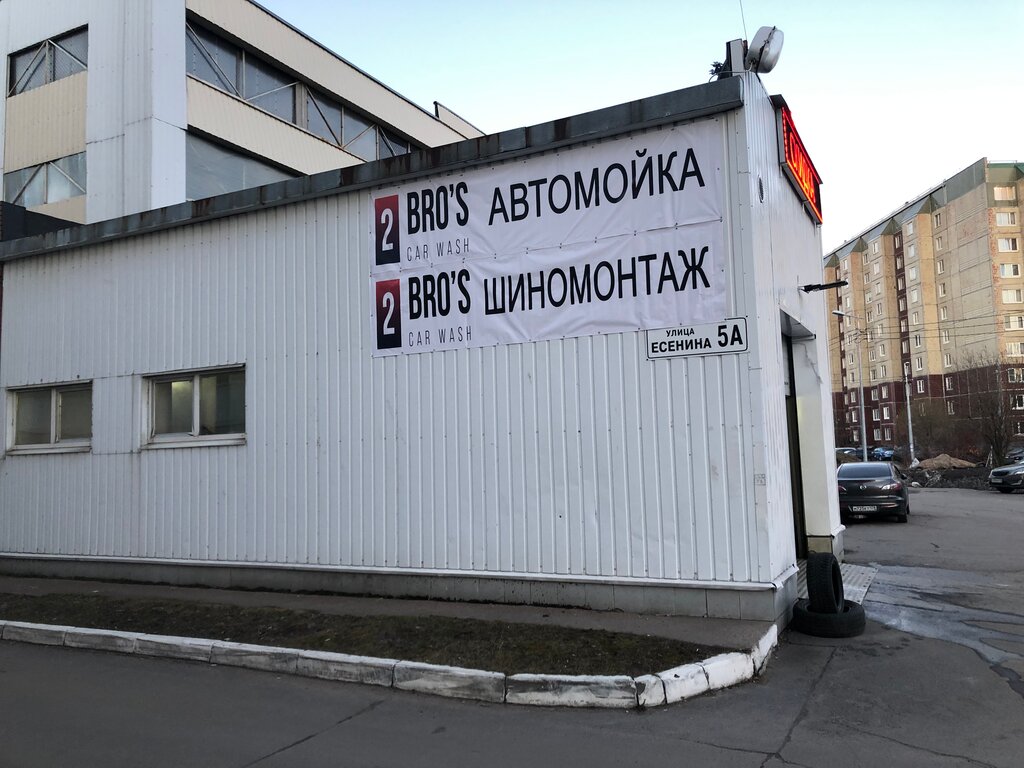 2 BRO'S АВТОМОЙКА
CAR WASH
2 BRO'S ШИНОМОНТАЖ
CAR WASH
УЛИЦА
ЕСЕНИНА 5А